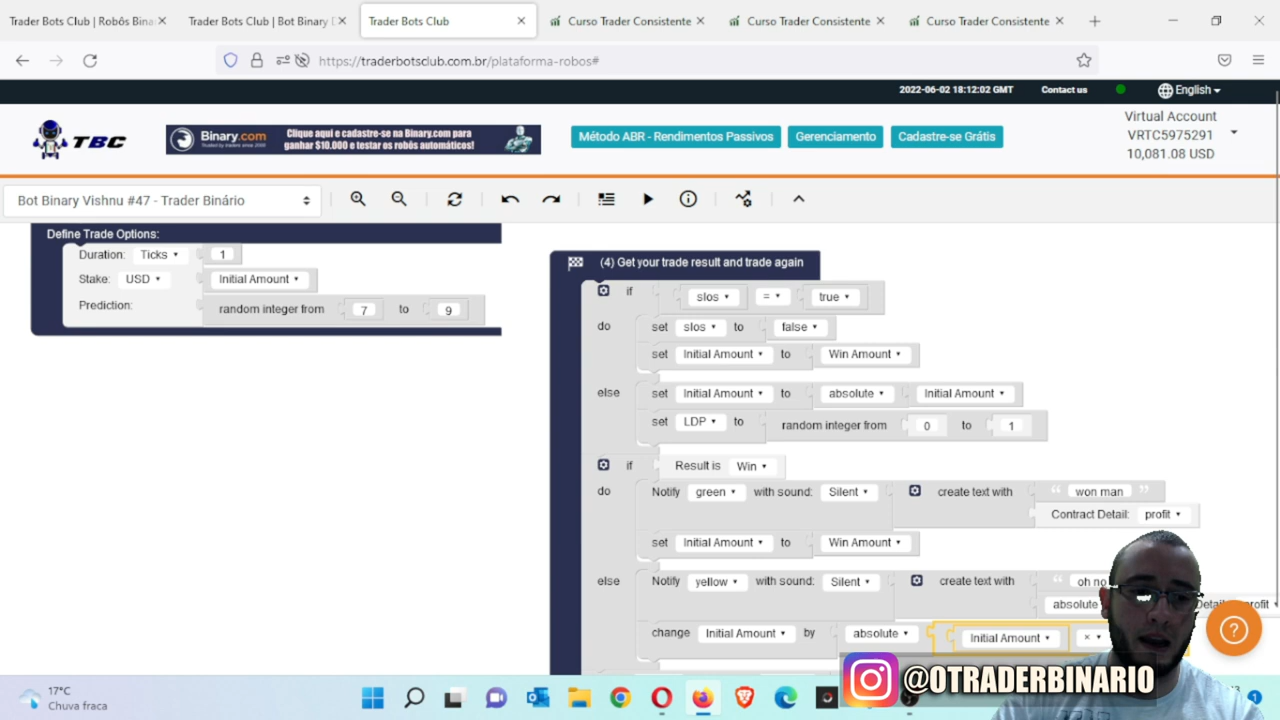 Trader Bots Club | Robôs Bina
Trader Bots Club | Bot Binary
Trader Bots Club
Curso Trader Consistente
Curso Trader Consistente
Curso Trader Consistente
https://traderbotsclub.com.br/plataforma-robos#
2022-06-02 18:12:02 GMT
Contact us
English
TBC
Binary.com
Clique aqui e cadastre-se na Binary.com para
ganhar $10.000 e testar os robôs automáticos!
Método ABR - Rendimentos Passivos
Gerenciamento
Cadastre-se Grátis
Virtual Account
VRTC5975291
10,081.08 USD
Bot Binary Vishnu #47 - Trader Binário
Define Trade Options:
Duration: Ticks 1
Stake: USD Initial Amount
Prediction: random integer from 7 to 9
(4) Get your trade result and trade again
if slos = true
do set slos to false
set Initial Amount to Win Amount
else set Initial Amount to absolute Initial Amount
set LDP to random integer from 0 to 1
if Result is Win
do Notify green with sound: Silent create text with “ won man ”
Contract Detail: profit
set Initial Amount to Win Amount
else Notify yellow with sound: Silent create text with “ oh no
absolute
change Initial Amount by absolute Initial Amount ×
@OTRADERBINARIO
17°C
Chuva fraca